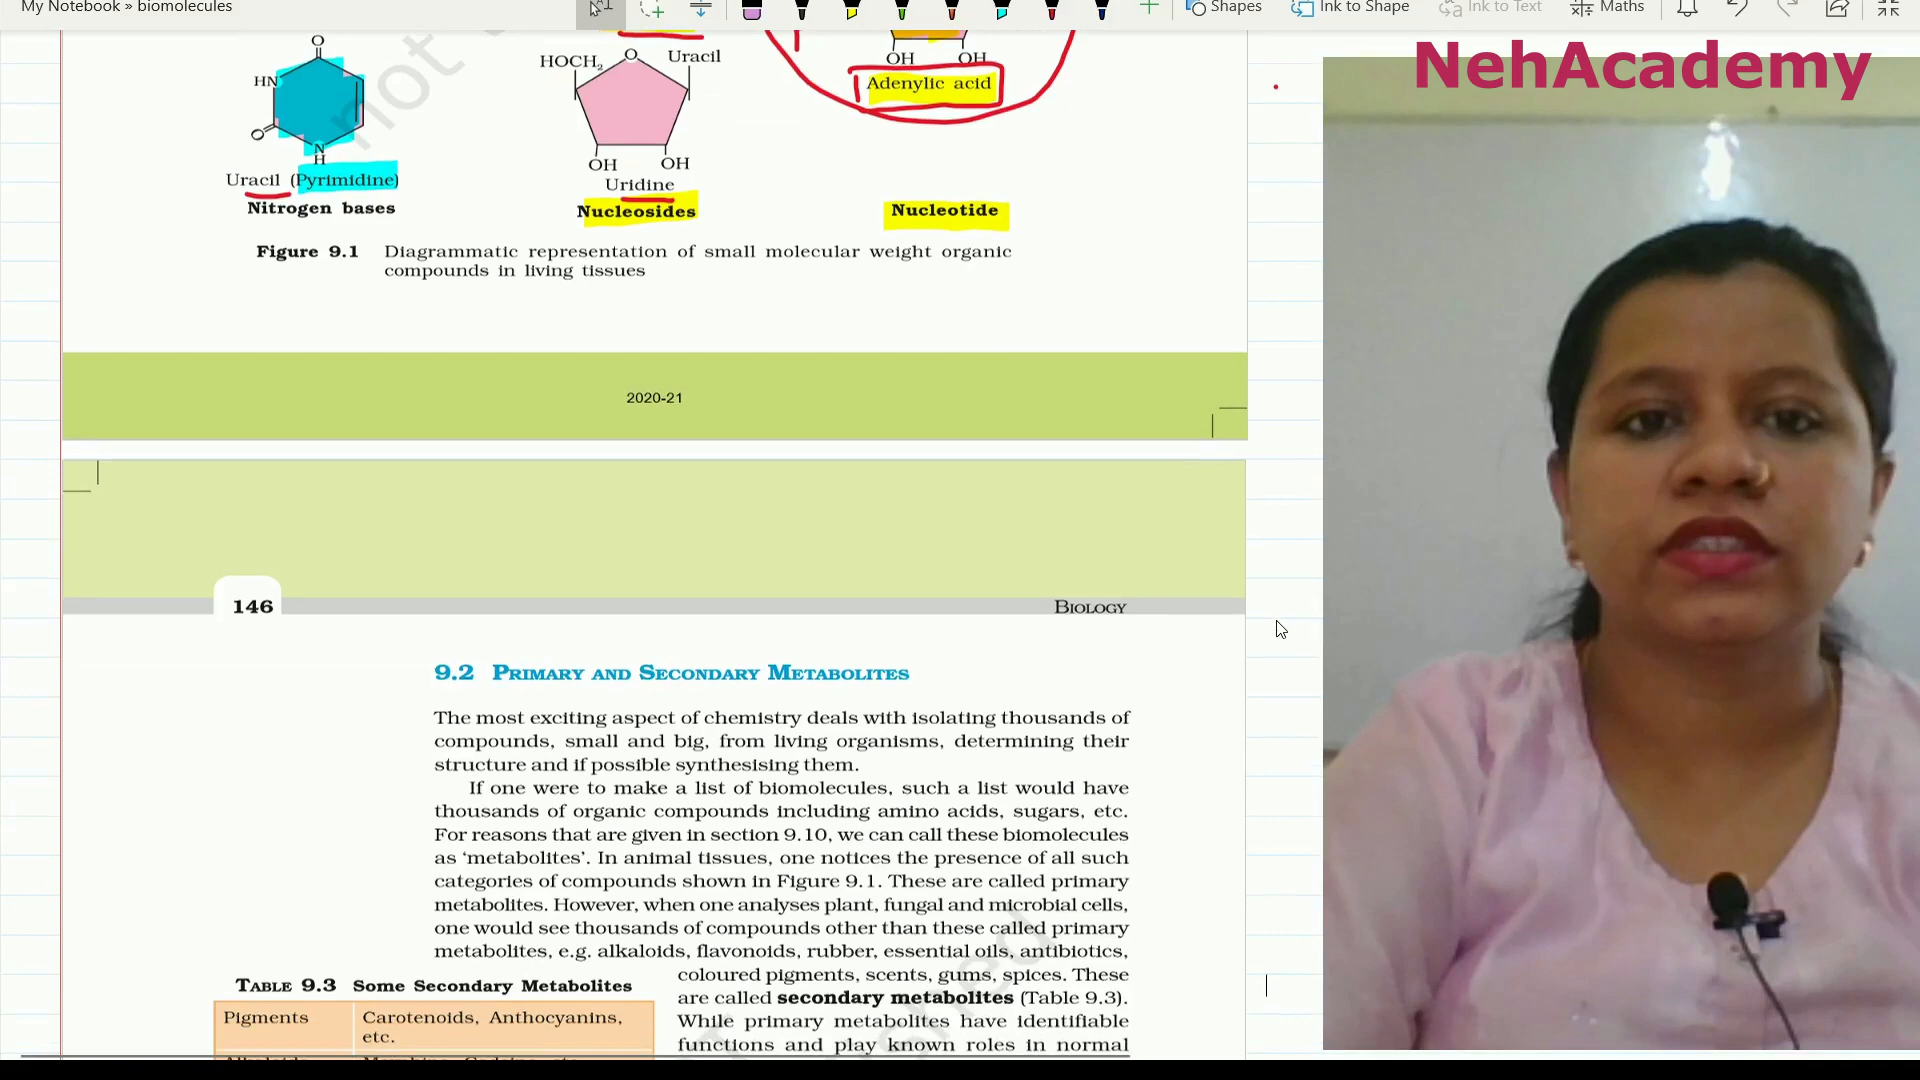 My Notebook » biomolecules
Shapes
Ink to Shape
Ink to Text
Maths
NehAcademy
O
HN
O
N
H
Uracil (Pyrimidine)
Nitrogen bases
HOCH2
O
Uracil
OH
OH
Uridine
Nucleosides
OH
OH
Adenylic acid
Nucleotide
Figure 9.1 Diagrammatic representation of small molecular weight organic
compounds in living tissues
not
2020-21
146
BIOLOGY
9.2 PRIMARY AND SECONDARY METABOLITES
The most exciting aspect of chemistry deals with isolating thousands of
compounds, small and big, from living organisms, determining their
structure and if possible synthesising them.
If one were to make a list of biomolecules, such a list would have
thousands of organic compounds including amino acids, sugars, etc.
For reasons that are given in section 9.10, we can call these biomolecules
as ‘metabolites’. In animal tissues, one notices the presence of all such
categories of compounds shown in Figure 9.1. These are called primary
metabolites. However, when one analyses plant, fungal and microbial cells,
one would see thousands of compounds other than these called primary
metabolites, e.g. alkaloids, flavonoids, rubber, essential oils, antibiotics,
coloured pigments, scents, gums, spices. These
are called secondary metabolites (Table 9.3).
While primary metabolites have identifiable
functions and play known roles in normal
TABLE 9.3 Some Secondary Metabolites
Pigments
Carotenoids, Anthocyanins,
etc.